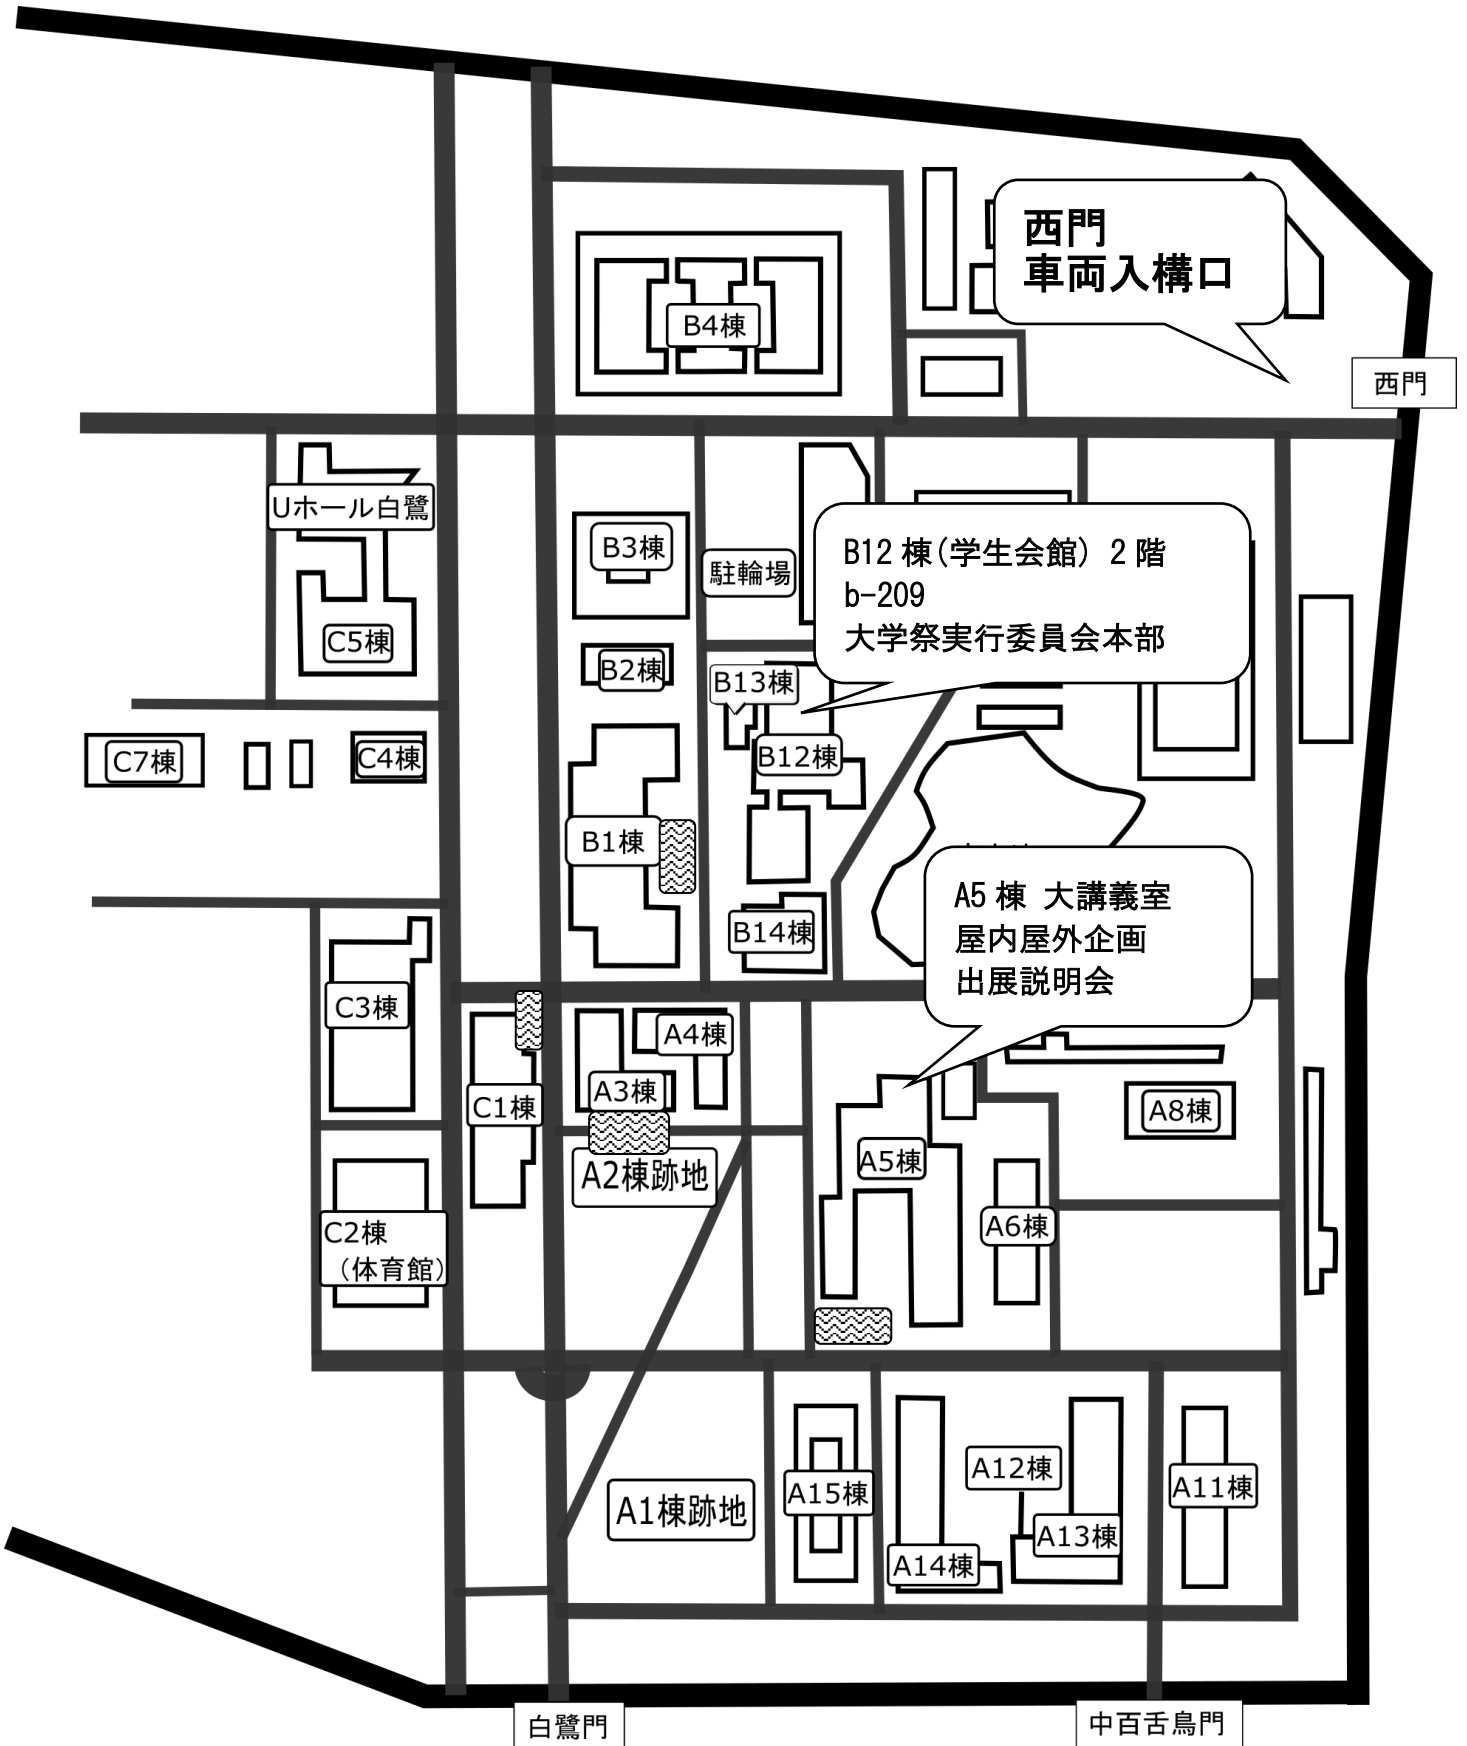 西門
車両入構口
B4棟
西門
Uホール白鷺
B3棟
駐輪場
B12 棟(学生会館) 2 階
b-209
大学祭実行委員会本部
C5棟
B2棟
B13棟
C7棟
C4棟
B12棟
B1棟
A5 棟 大講義室
屋内屋外企画
出展説明会
B14棟
C3棟
A4棟
A3棟
C1棟
A8棟
A2棟跡地
A5棟
A6棟
C2棟
（体育館）
A1棟跡地
A15棟
A12棟
A11棟
A13棟
A14棟
白鷺門
中百舌鳥門